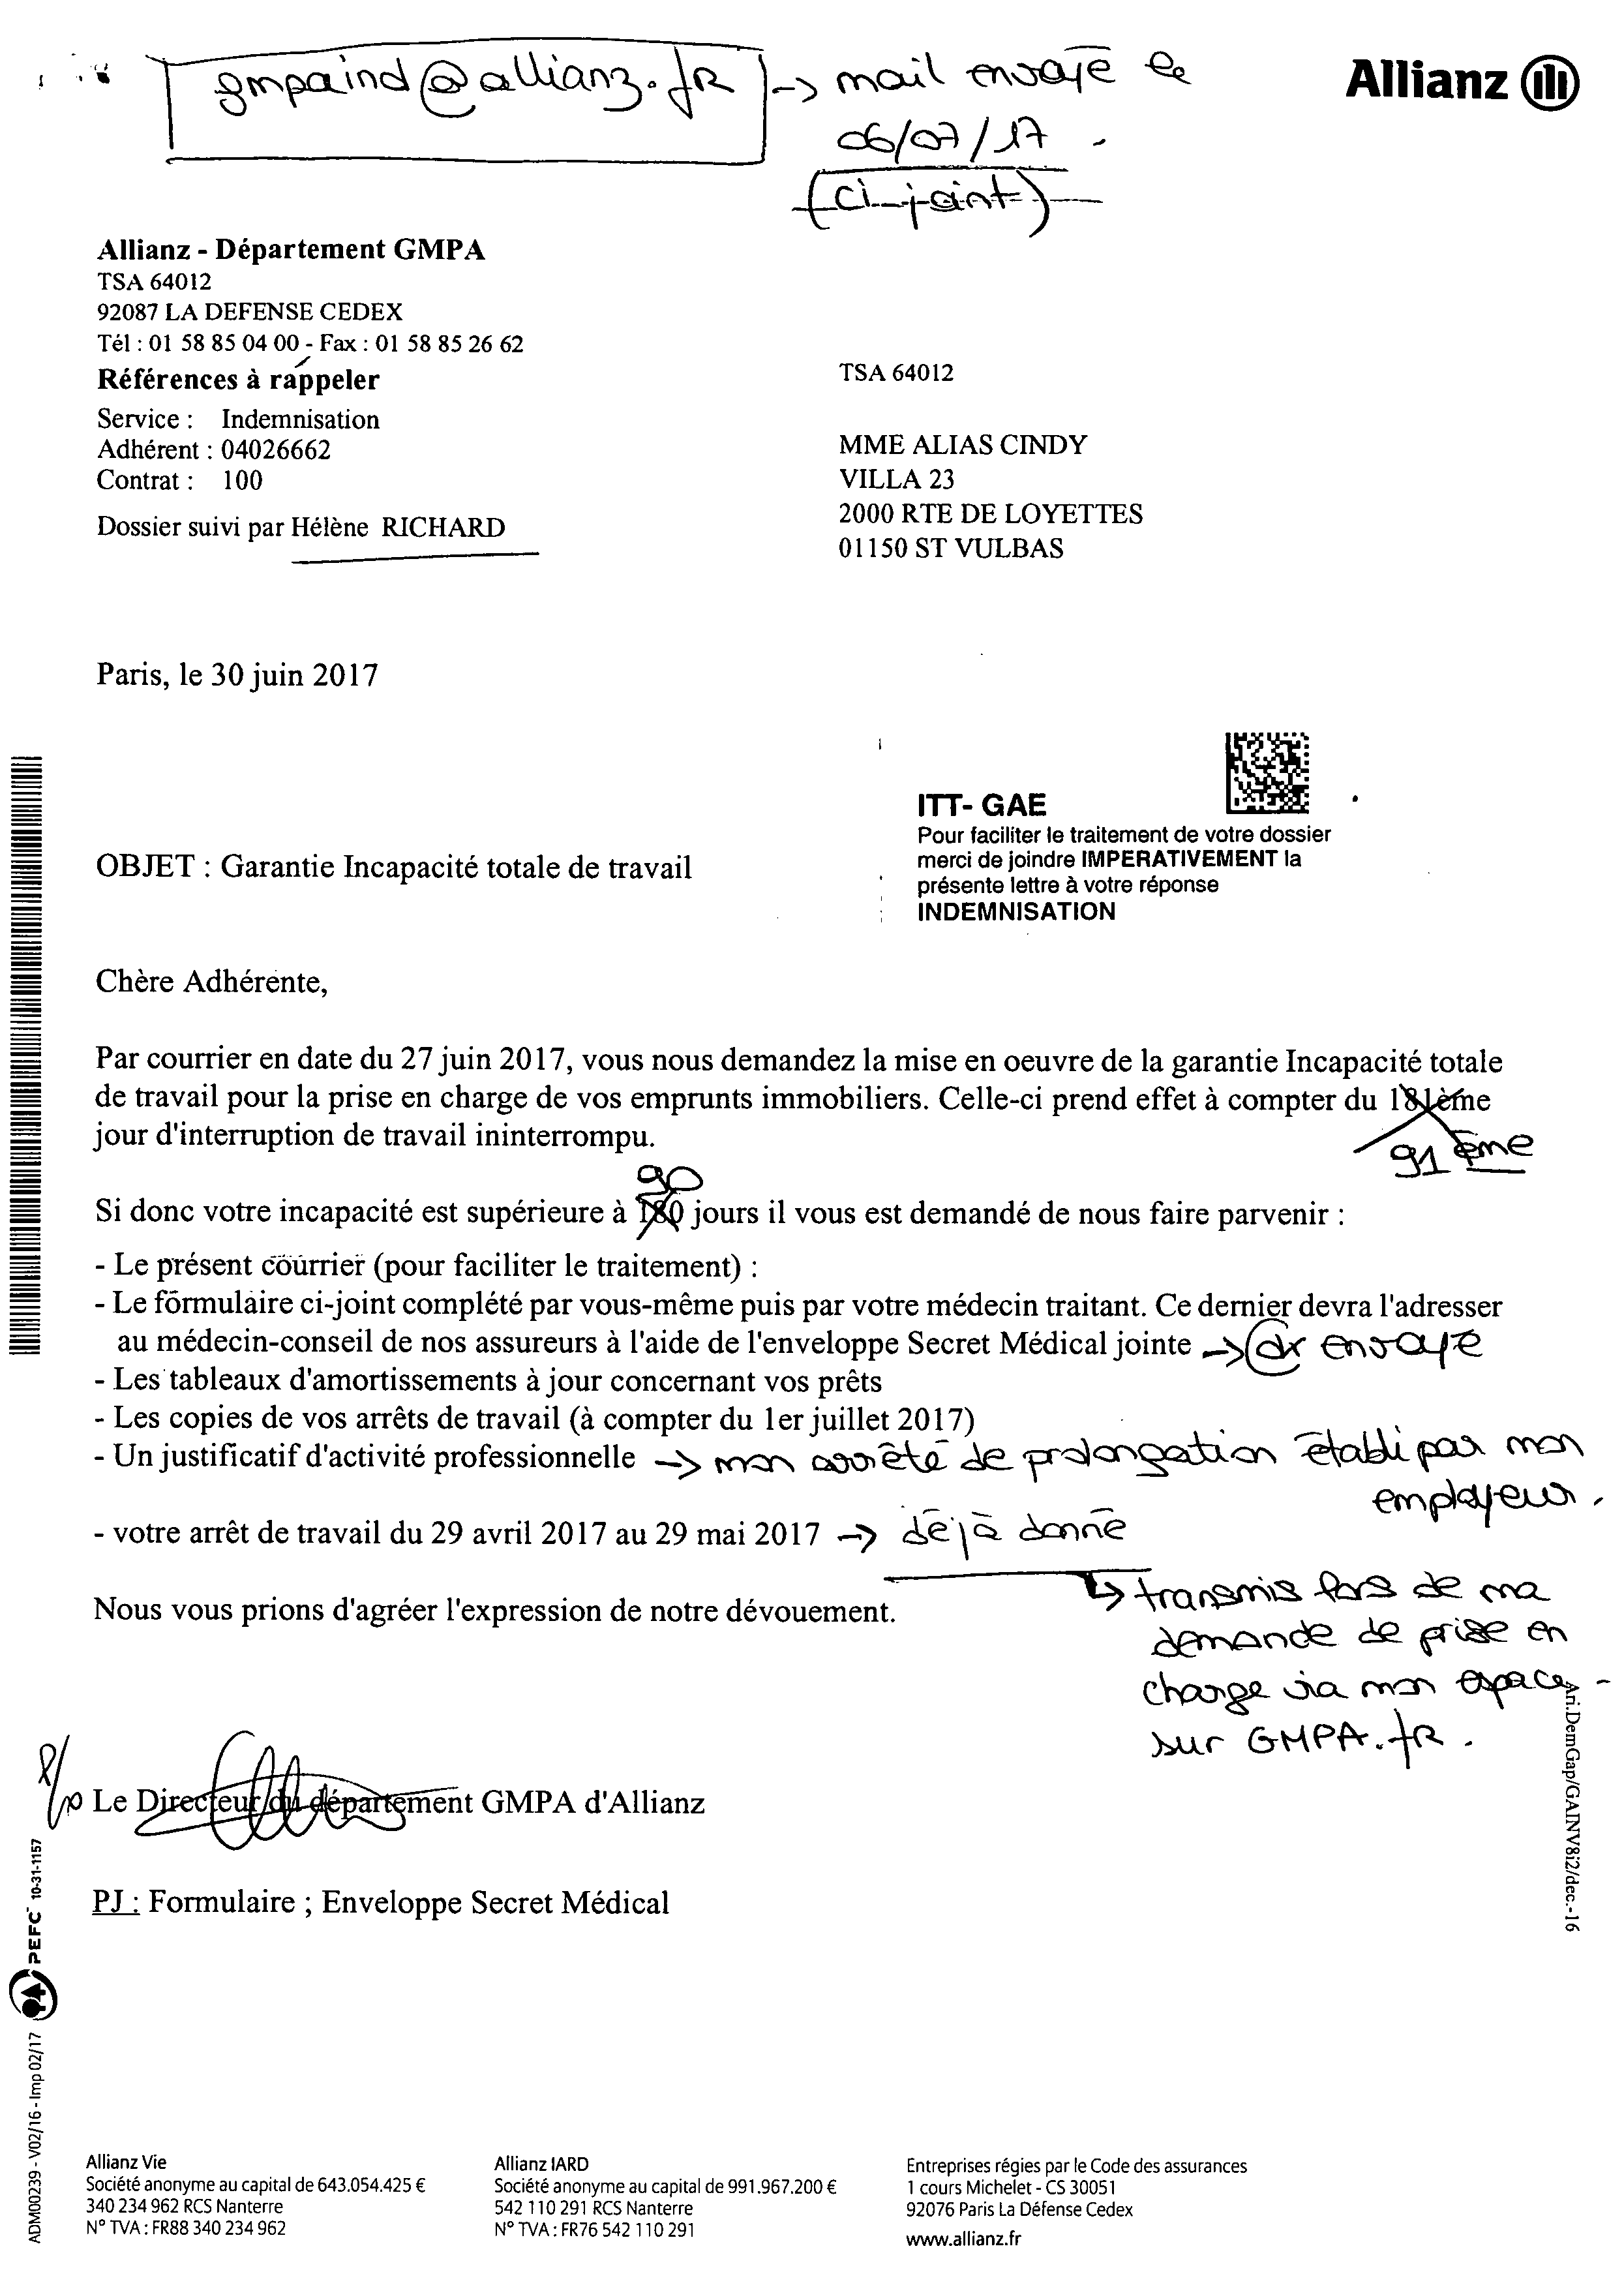 gmpaind@allianz.fr -> mail envoyé le
06/07/17.
(ci-joint)
Allianz
Allianz - Département GMPA
TSA 64012
92087 LA DEFENSE CEDEX
Tél : 01 58 85 04 00 - Fax : 01 58 85 26 62
Références à rappeler
Service : Indemnisation
Adhérent : 04026662
Contrat : 100
Dossier suivi par Hélène RICHARD
TSA 64012
MME ALIAS CINDY
VILLA 23
2000 RTE DE LOYETTES
01150 ST VULBAS
Paris, le 30 juin 2017
ITT- GAE
Pour faciliter le traitement de votre dossier
merci de joindre IMPERATIVEMENT la
présente lettre à votre réponse
INDEMNISATION
OBJET : Garantie Incapacité totale de travail
Chère Adhérente,
Par courrier en date du 27 juin 2017, vous nous demandez la mise en oeuvre de la garantie Incapacité totale
de travail pour la prise en charge de vos emprunts immobiliers. Celle-ci prend effet à compter du 181ème
jour d'interruption de travail ininterrompu.
91ème
90
Si donc votre incapacité est supérieure à 180 jours il vous est demandé de nous faire parvenir :
- Le présent courrier (pour faciliter le traitement) :
- Le formulaire ci-joint complété par vous-même puis par votre médecin traitant. Ce dernier devra l'adresser
au médecin-conseil de nos assureurs à l'aide de l'enveloppe Secret Médical jointe -> envoyé
- Les tableaux d'amortissements à jour concernant vos prêts
- Les copies de vos arrêts de travail (à compter du 1er juillet 2017)
- Un justificatif d'activité professionnelle -> mon arrêté de prolongation établi par mon
employeur.
- votre arrêt de travail du 29 avril 2017 au 29 mai 2017 -> déjà donné
-> transmis lors de ma
demande de prise en
charge via mon espace
sur GMPA.fr.
Nous vous prions d'agréer l'expression de notre dévouement.
P/o Le Directeur du département GMPA d'Allianz
PJ : Formulaire ; Enveloppe Secret Médical
Ari.DemGap/GAINV8i2/dec.-16
ADM00239 - V02/16 - Imp 02/17 PEFC 10-31-1157
Allianz Vie
Société anonyme au capital de 643.054.425 €
340 234 962 RCS Nanterre
N° TVA : FR88 340 234 962
Allianz IARD
Société anonyme au capital de 991.967.200 €
542 110 291 RCS Nanterre
N° TVA : FR76 542 110 291
Entreprises régies par le Code des assurances
1 cours Michelet - CS 30051
92076 Paris La Défense Cedex
www.allianz.fr